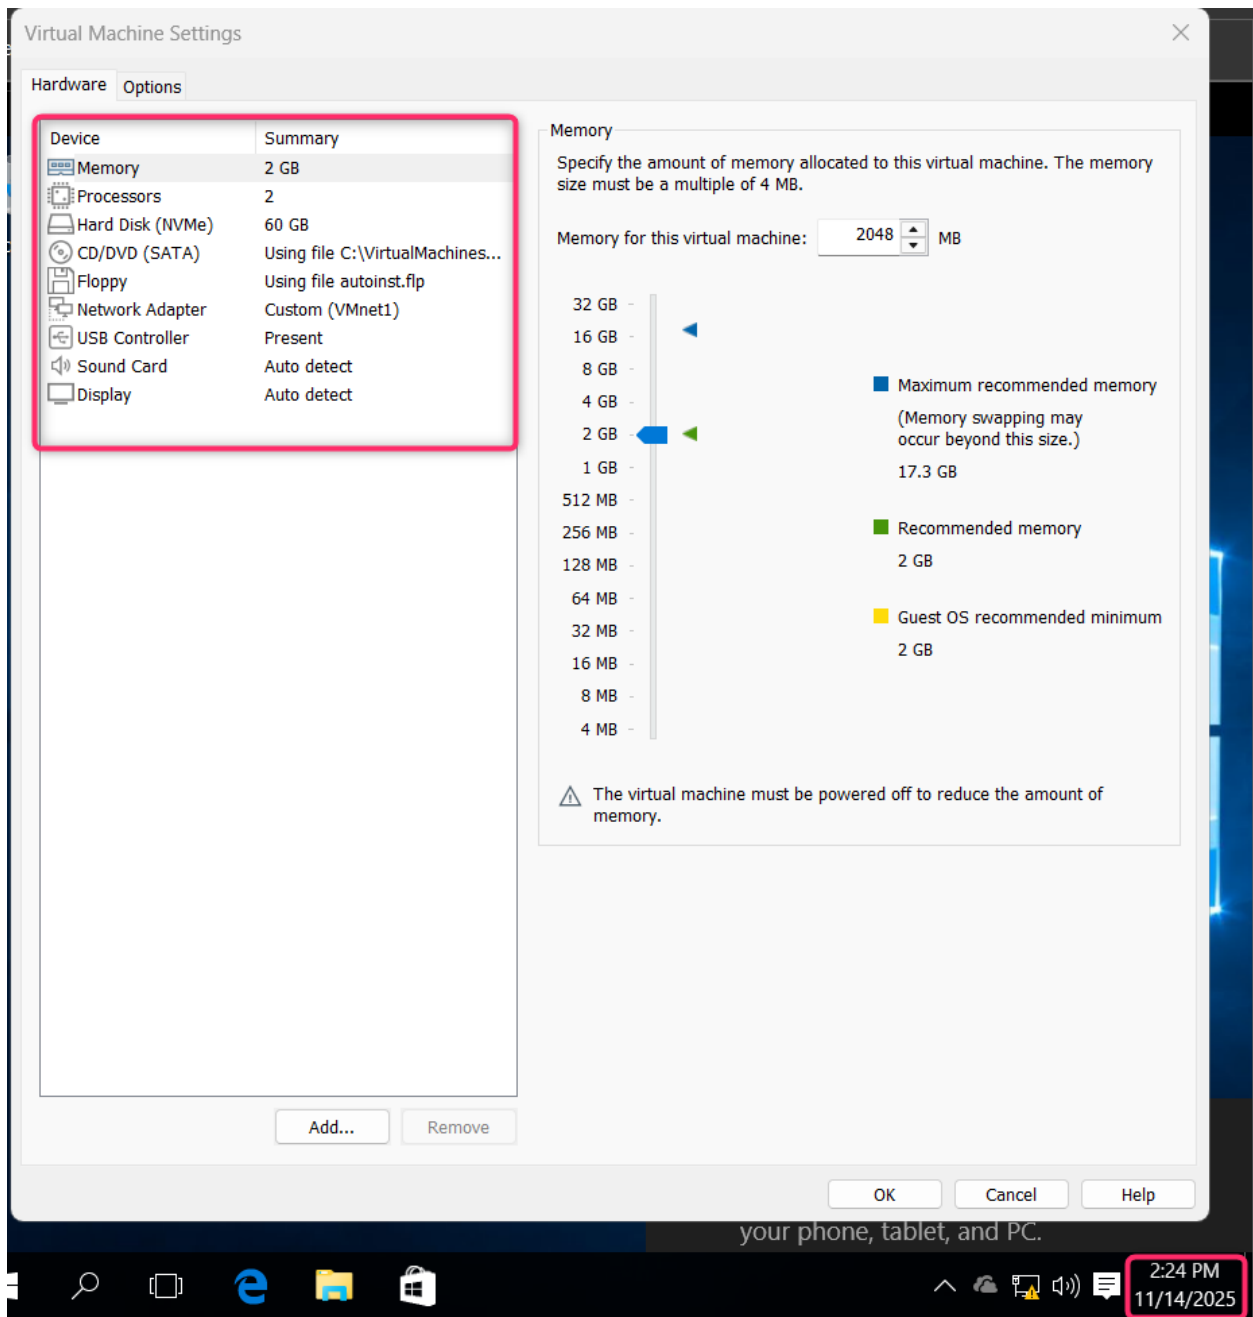 Virtual Machine Settings
Hardware
Options
Device Summary
Memory 2 GB
Processors 2
Hard Disk (NVMe) 60 GB
CD/DVD (SATA) Using file C:\VirtualMachines...
Floppy Using file autoinst.flp
Network Adapter Custom (VMnet1)
USB Controller Present
Sound Card Auto detect
Display Auto detect
Add...
Remove
Memory
Specify the amount of memory allocated to this virtual machine. The memory
size must be a multiple of 4 MB.
Memory for this virtual machine: 2048 MB
32 GB
16 GB
8 GB
4 GB
2 GB
1 GB
512 MB
256 MB
128 MB
64 MB
32 MB
16 MB
8 MB
4 MB
Maximum recommended memory
(Memory swapping may
occur beyond this size.)
17.3 GB
Recommended memory
2 GB
Guest OS recommended minimum
2 GB
The virtual machine must be powered off to reduce the amount of
memory.
OK
Cancel
Help
your phone, tablet, and PC.
2:24 PM
11/14/2025